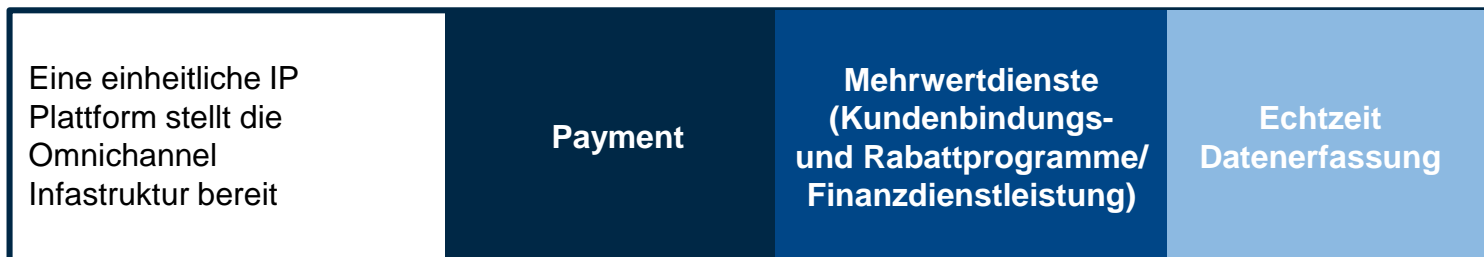 Eine einheitliche IP
Plattform stellt die
Omnichannel
Infastruktur bereit
Payment
Mehrwertdienste
(Kundenbindungs-
und Rabattprogramme/
Finanzdienstleistung)
Echtzeit
Datenerfassung